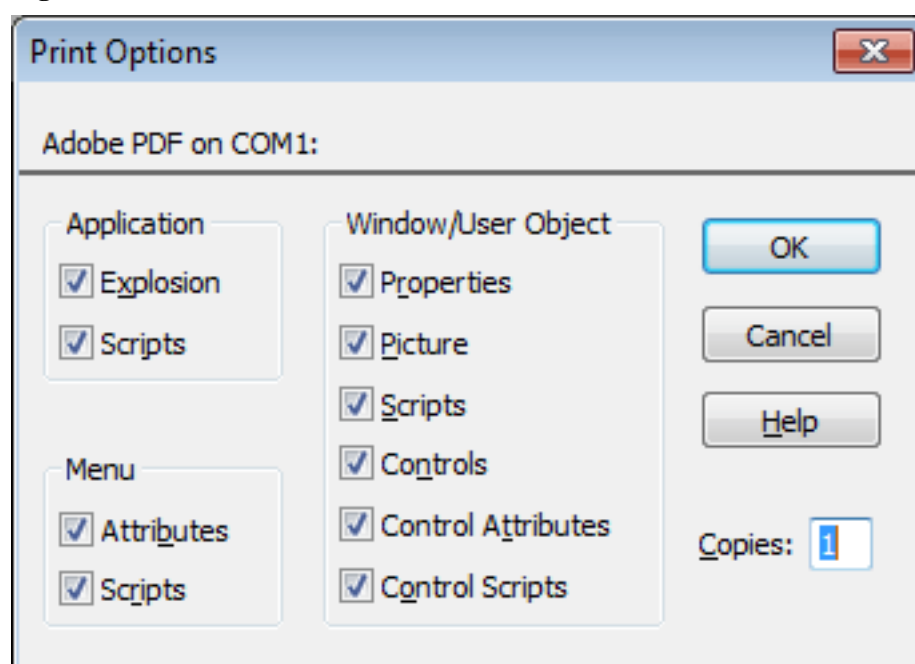 Print Options
Adobe PDF on COM1:
Application
Explosion
Scripts
Menu
Attributes
Scripts
Window/User Object
Properties
Picture
Scripts
Controls
Control Attributes
Control Scripts
OK
Cancel
Help
Copies: 1